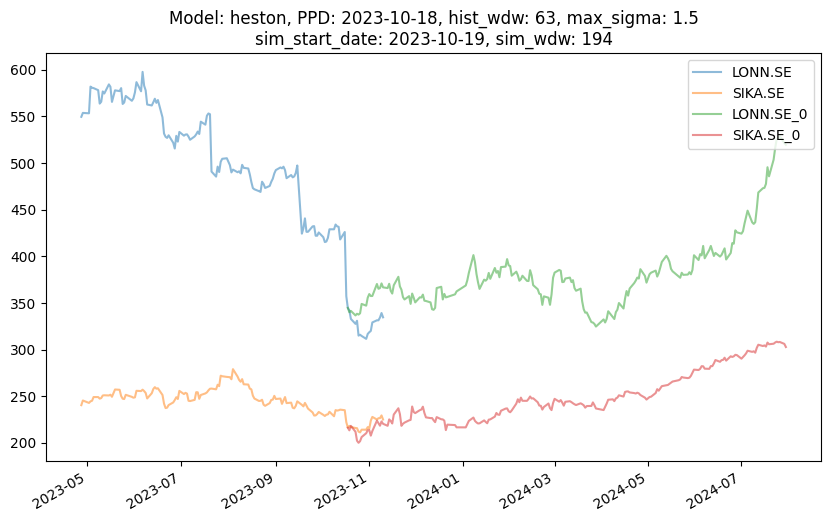 Model: heston, PPD: 2023-10-18, hist_wdw: 63, max_sigma: 1.5
sim_start_date: 2023-10-19, sim_wdw: 194
LONN.SE
SIKA.SE
LONN.SE_0
SIKA.SE_0
600
550
500
450
400
350
300
250
200
2023-05
2023-07
2023-09
2023-11
2024-01
2024-03
2024-05
2024-07